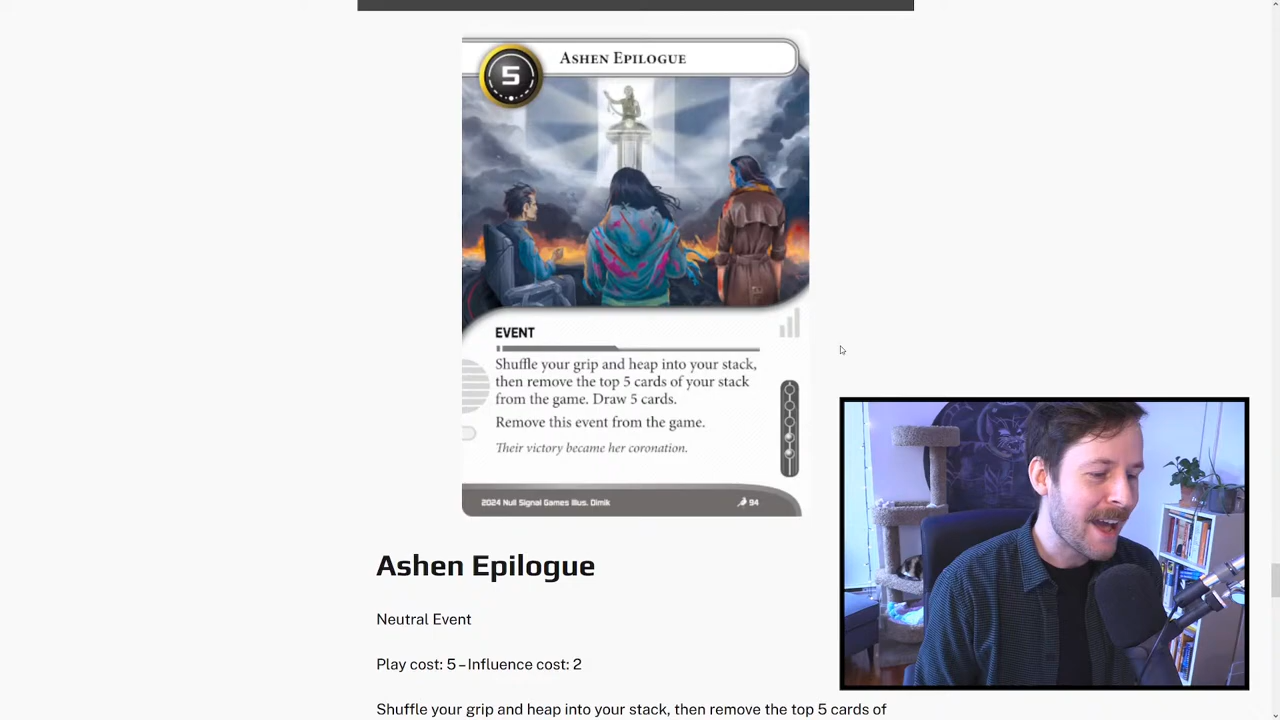 5
Ashen Epilogue
EVENT
Shuffle your grip and heap into your stack,
then remove the top 5 cards of your stack
from the game. Draw 5 cards.
Remove this event from the game.
Their victory became her coronation.
2024 Null Signal Games Illus. Dimik
94
Ashen Epilogue
Neutral Event
Play cost: 5 – Influence cost: 2
Shuffle your grip and heap into your stack, then remove the top 5 cards of